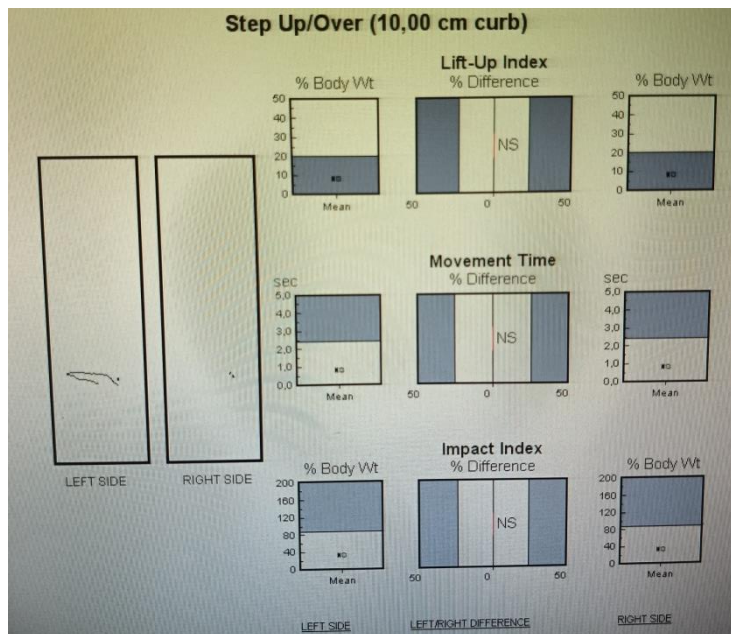 Step Up/Over (10,00 cm curb)
Lift-Up Index
% Body Wt
% Difference
% Body Wt
50
40
30
20
10
0
Mean
NS
50
0
50
50
40
30
20
10
0
Mean
Movement Time
sec
% Difference
sec
5,0
4,0
3,0
2,0
1,0
0,0
Mean
NS
50
0
50
5,0
4,0
3,0
2,0
1,0
0,0
Mean
Impact Index
% Body Wt
% Difference
% Body Wt
200
160
120
80
40
0
Mean
NS
50
0
50
200
160
120
80
40
0
Mean
LEFT SIDE
RIGHT SIDE
LEFT SIDE
LEFT/RIGHT DIFFERENCE
RIGHT SIDE